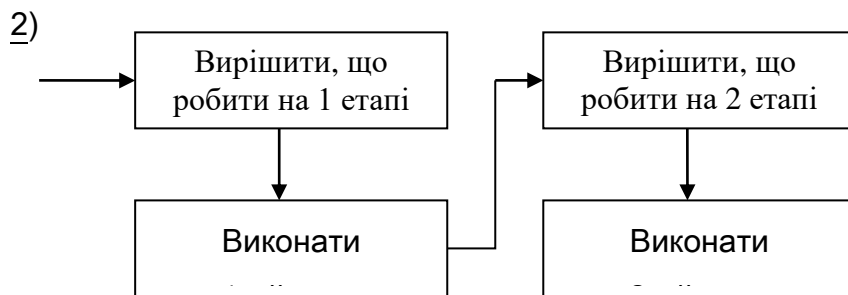 2)
Вирішити, що
робити на 1 етапі
Вирішити, що
робити на 2 етапі
Виконати
Виконати